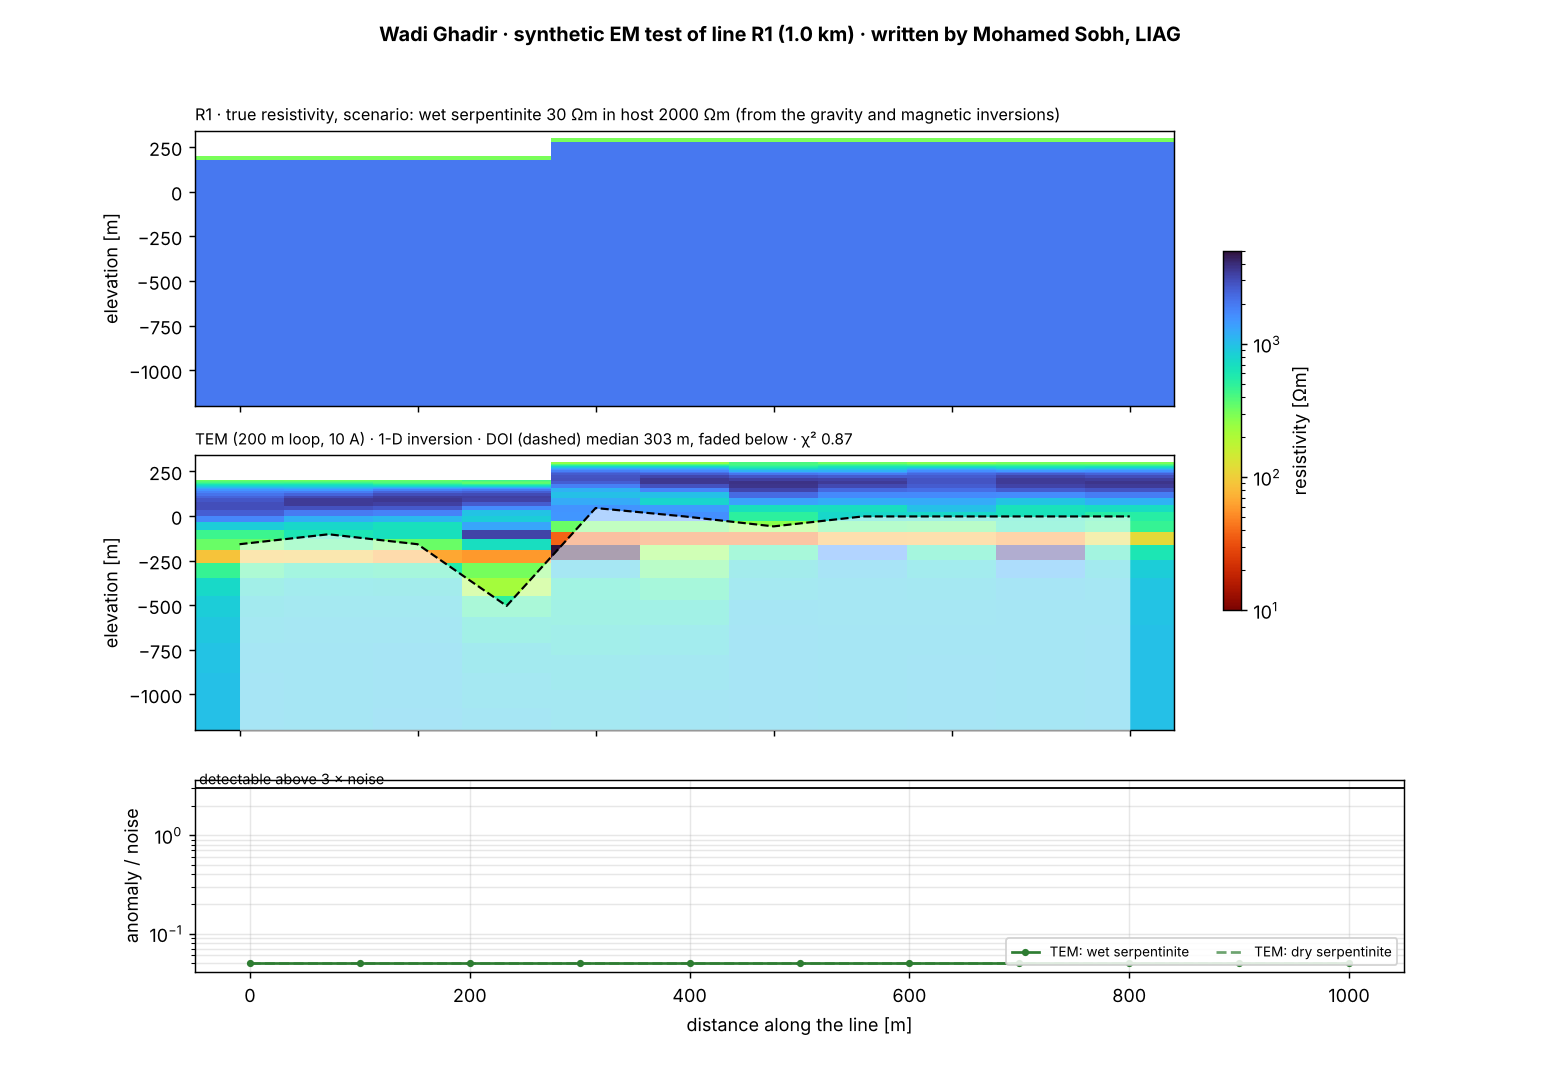 Wadi Ghadir · synthetic EM test of line R1 (1.0 km) · written by Mohamed Sobh, LIAG
R1 · true resistivity, scenario: wet serpentinite 30 Ωm in host 2000 Ωm (from the gravity and magnetic inversions)
elevation [m]
250
0
−250
−500
−750
−1000
TEM (200 m loop, 10 A) · 1-D inversion · DOI (dashed) median 303 m, faded below · χ² 0.87
elevation [m]
250
0
−250
−500
−750
−1000
10³
10²
10¹
resistivity [Ωm]
detectable above 3 × noise
anomaly / noise
10⁰
10⁻¹
TEM: wet serpentinite
TEM: dry serpentinite
0
200
400
600
800
1000
distance along the line [m]